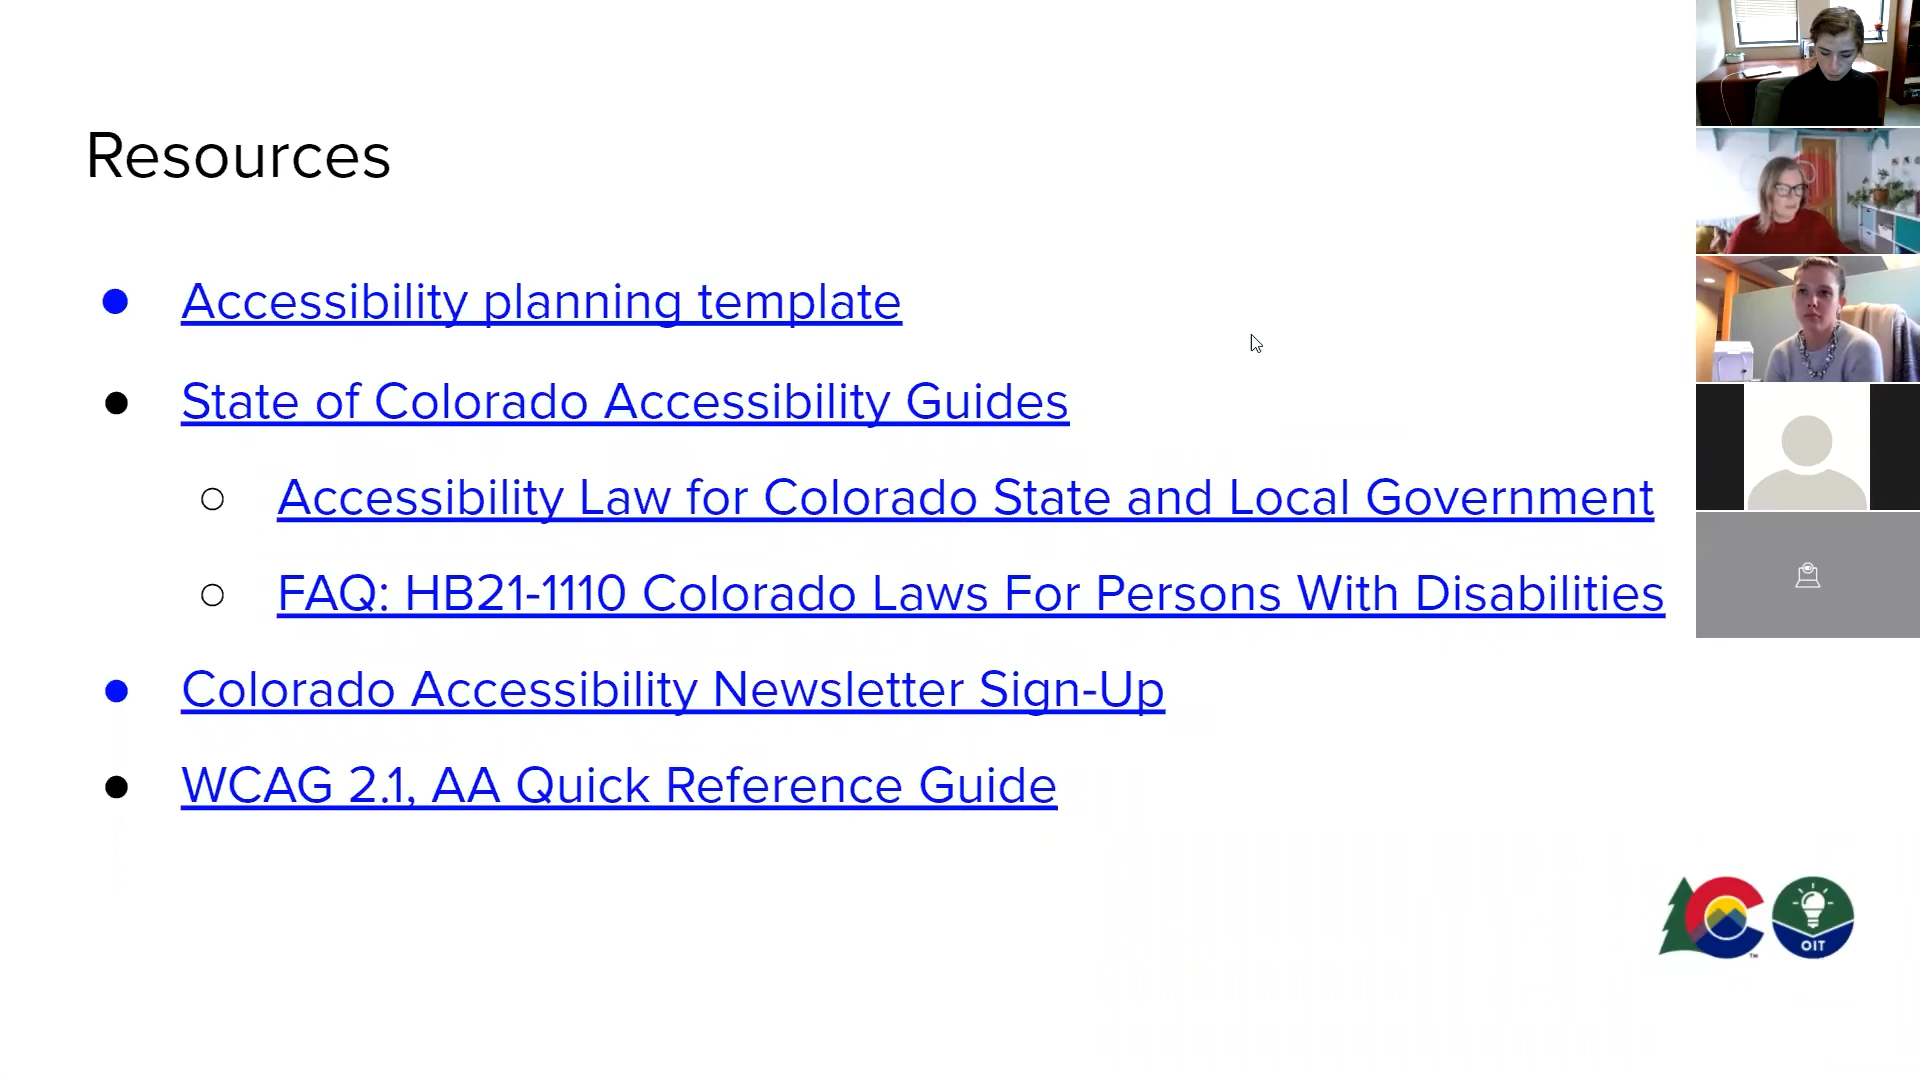 Resources
Accessibility planning template
State of Colorado Accessibility Guides
Accessibility Law for Colorado State and Local Government
FAQ: HB21-1110 Colorado Laws For Persons With Disabilities
Colorado Accessibility Newsletter Sign-Up
WCAG 2.1, AA Quick Reference Guide
OIT
TM